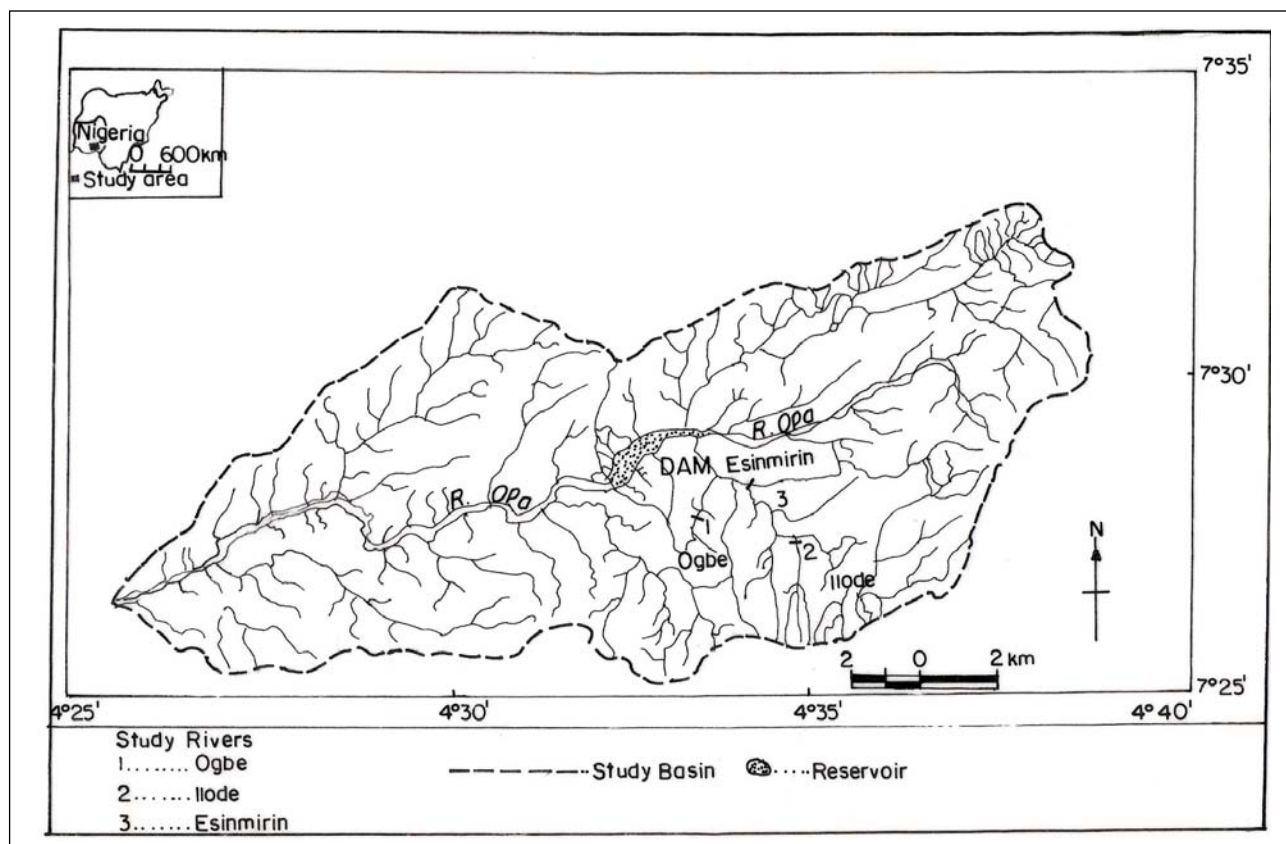 7°35'
Nigeria
0 600km
Study area
7°30'
R. Opa
DAM Esinmirin
3
R. Opa
1
2
Ogbe
Ilode
N
2 0 2 km
7°25'
4°25' 4°30' 4°35' 4°40'
Study Rivers
1........ Ogbe
2........ Ilode
3........ Esinmirin
Study Basin
Reservoir